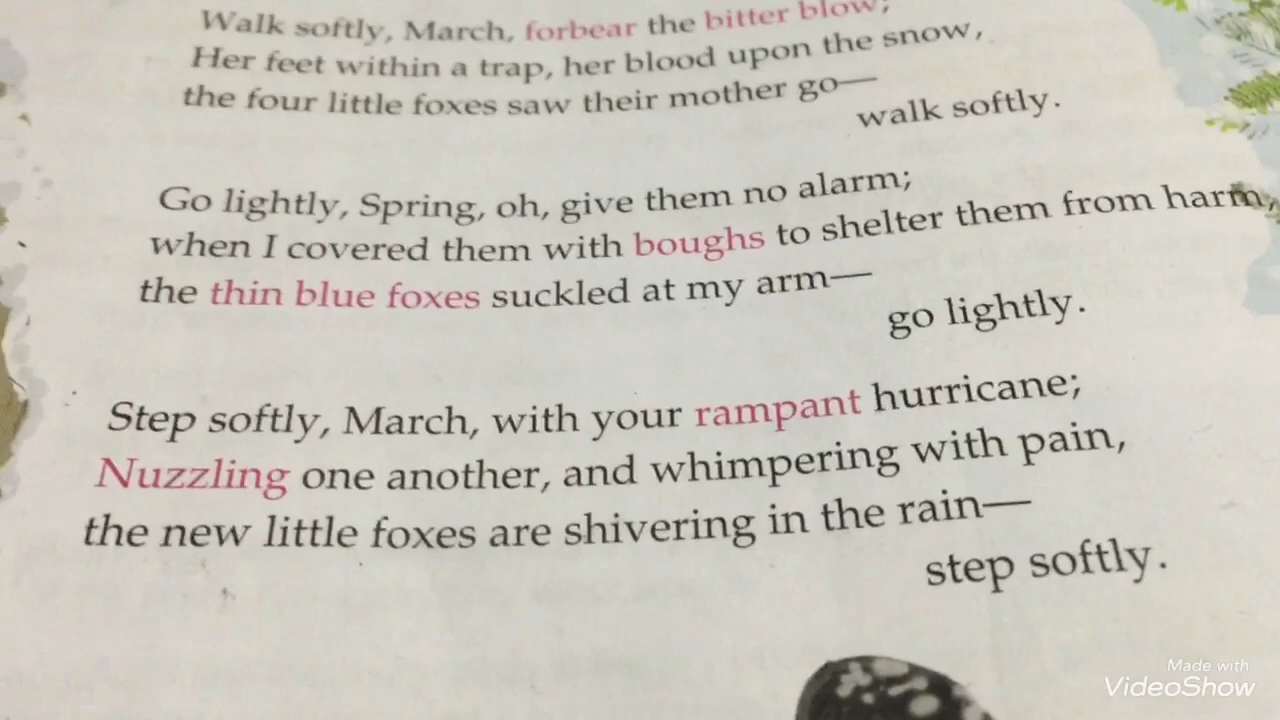 Walk softly, March, forbear the bitter blow;
Her feet within a trap, her blood upon the snow,
the four little foxes saw their mother go—
walk softly.
Go lightly, Spring, oh, give them no alarm;
when I covered them with boughs to shelter them from harm,
the thin blue foxes suckled at my arm—
go lightly.
Step softly, March, with your rampant hurricane;
Nuzzling one another, and whimpering with pain,
the new little foxes are shivering in the rain—
step softly.
Made with
VideoShow